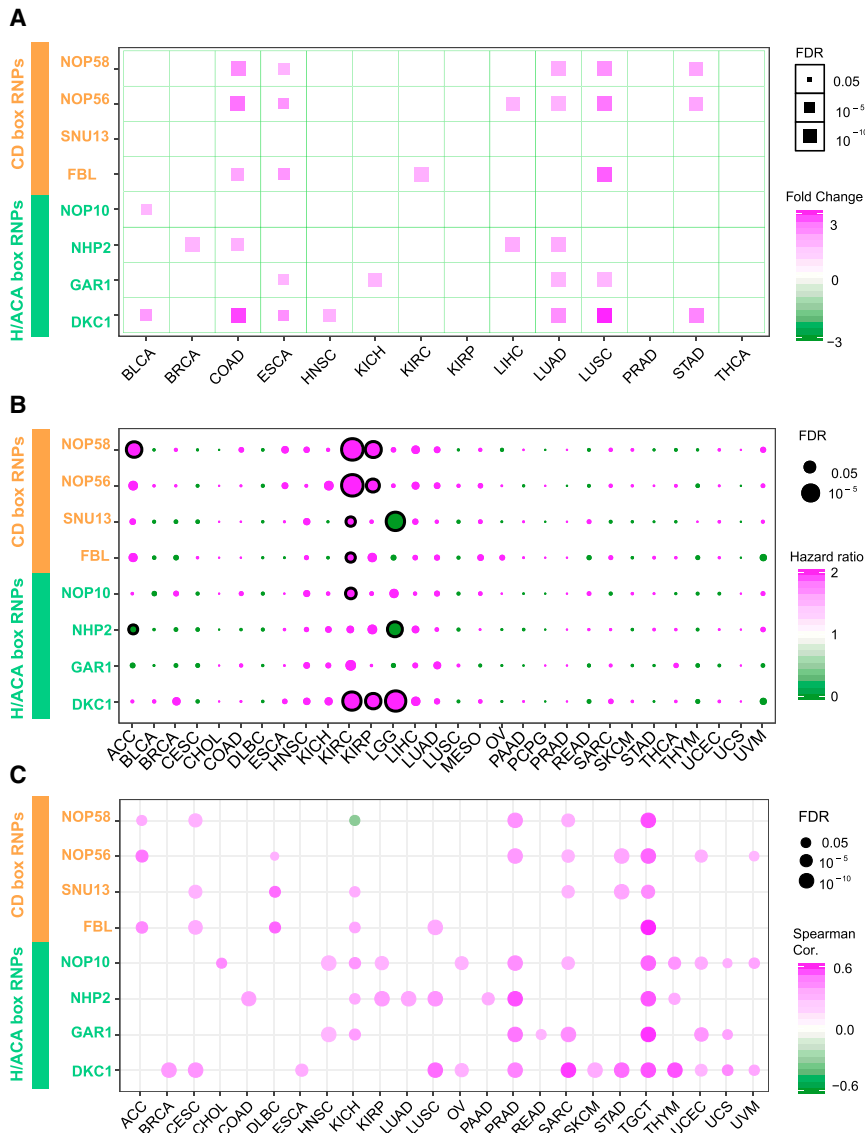 A
CD box RNPs
H/ACA box RNPs
NOP58
NOP56
SNU13
FBL
NOP10
NHP2
GAR1
DKC1
BLCA
BRCA
COAD
ESCA
HNSC
KICH
KIRC
KIRP
LIHC
LUAD
LUSC
PRAD
STAD
THCA
FDR
0.05
10⁻⁵
10⁻¹⁰
Fold Change
3
0
−3
B
CD box RNPs
H/ACA box RNPs
NOP58
NOP56
SNU13
FBL
NOP10
NHP2
GAR1
DKC1
ACC
BLCA
BRCA
CESC
CHOL
COAD
DLBC
ESCA
HNSC
KICH
KIRC
KIRP
LGG
LIHC
LUAD
LUSC
MESO
OV
PAAD
PCPG
PRAD
READ
SARC
SKCM
STAD
THCA
THYM
UCEC
UCS
UVM
FDR
0.05
10⁻⁵
Hazard ratio
2
1
0
C
CD box RNPs
H/ACA box RNPs
NOP58
NOP56
SNU13
FBL
NOP10
NHP2
GAR1
DKC1
ACC
BRCA
CESC
CHOL
COAD
DLBC
ESCA
HNSC
KICH
KIRP
LUAD
LUSC
OV
PAAD
PRAD
READ
SARC
SKCM
STAD
TGCT
THYM
UCEC
UCS
UVM
FDR
0.05
10⁻⁵
10⁻¹⁰
Spearman
Cor.
0.6
0.0
−0.6